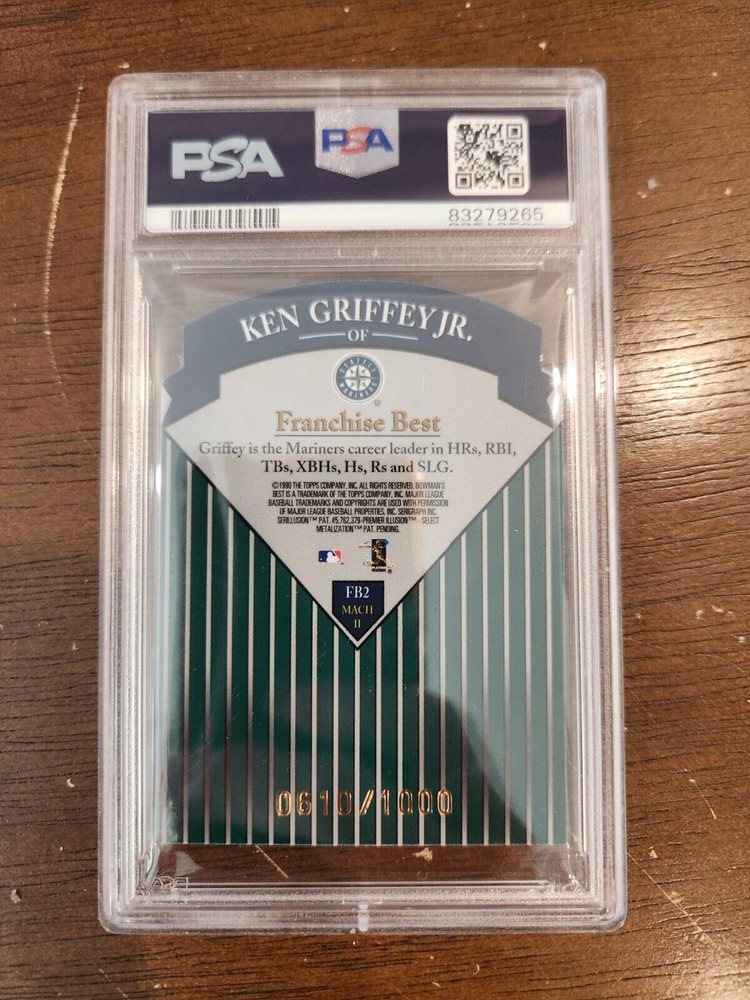 PSA
PSA
83279265
KEN GRIFFEY JR.
OF
SEATTLE
MARINERS
Franchise Best
Griffey is the Mariners career leader in HRs, RBI,
TBs, XBHs, Hs, Rs and SLG.
©1999 THE TOPPS COMPANY, INC. ALL RIGHTS RESERVED. BOWMAN'S
BEST IS A TRADEMARK OF THE TOPPS COMPANY, INC. MAJOR LEAGUE
BASEBALL TRADEMARKS AND COPYRIGHTS ARE USED WITH PERMISSION
OF MAJOR LEAGUE BASEBALL PROPERTIES, INC. SERIGRAPH INC.
SERILLUSION™ PAT. #5,762,379-PREMIER ILLUSION™ - SELECT
METALIZATION™ PAT. PENDING.
FB2
MACH
II
0610/1000